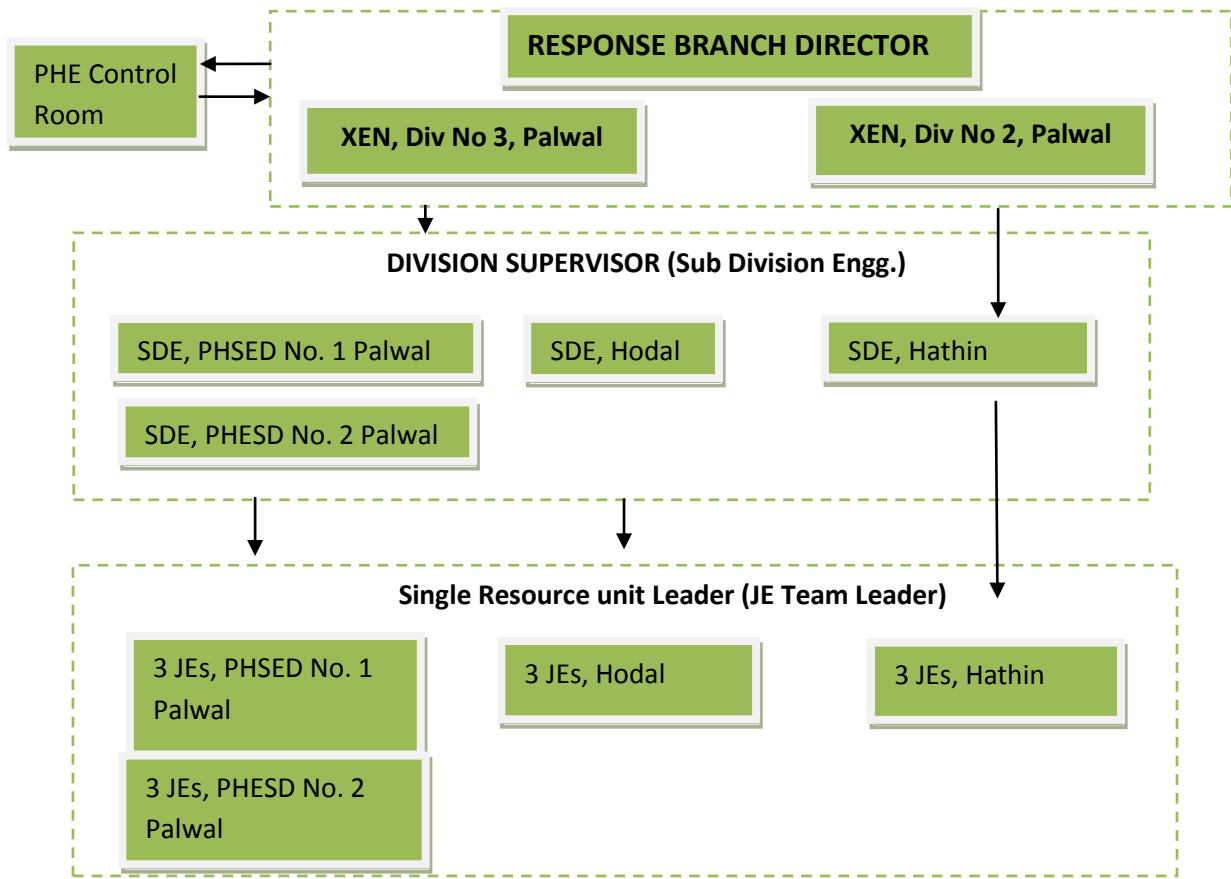 RESPONSE BRANCH DIRECTOR
PHE Control
Room
XEN, Div No 3, Palwal
XEN, Div No 2, Palwal
DIVISION SUPERVISOR (Sub Division Engg.)
SDE, PHSED No. 1 Palwal
SDE, Hodal
SDE, Hathin
SDE, PHESD No. 2 Palwal
Single Resource unit Leader (JE Team Leader)
3 JEs, PHSED No. 1
Palwal
3 JEs, Hodal
3 JEs, Hathin
3 JEs, PHESD No. 2
Palwal